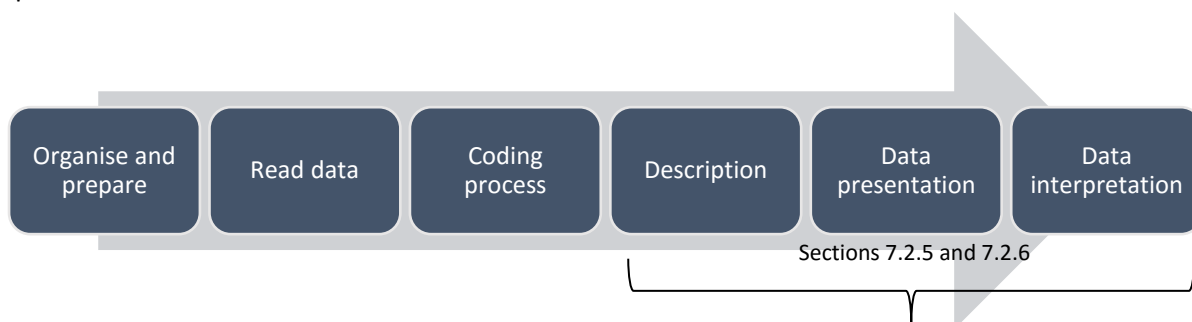 Organise and
prepare
Read data
Coding
process
Description
Data
presentation
Data
interpretation
Sections 7.2.5 and 7.2.6